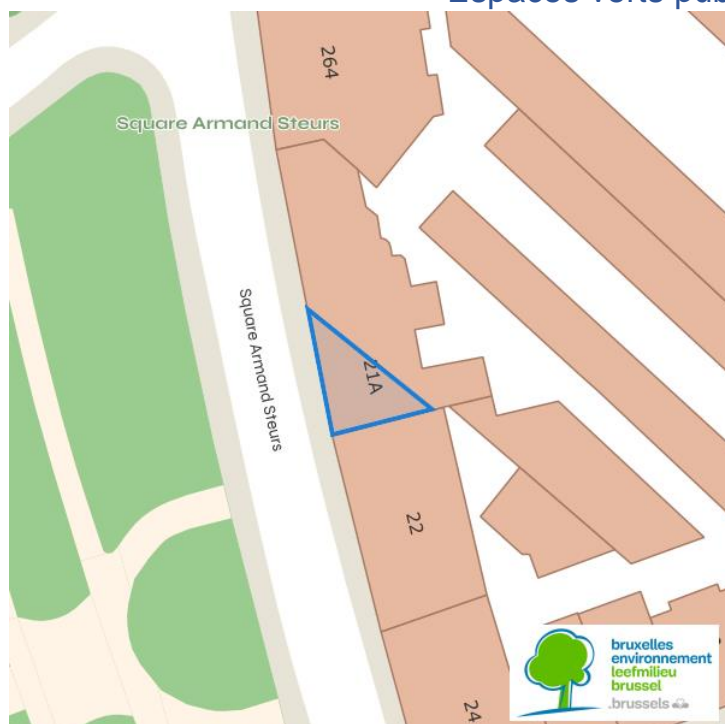 264
Square Armand Steurs
Square Armand Steurs
21A
22
24
bruxelles
environnement
leefmilieu
brussel
.brussels